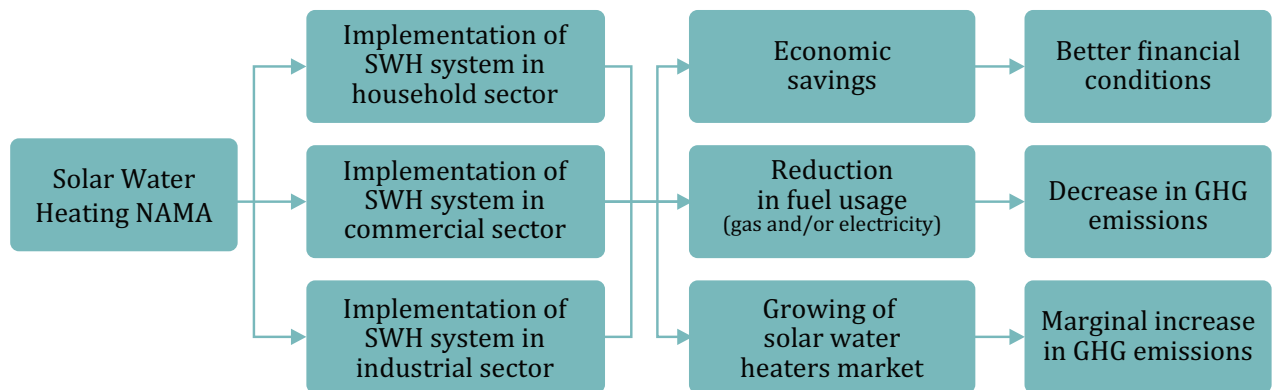 Solar Water
Heating NAMA
Implementation of
SWH system in
household sector
Implementation of
SWH system in
commercial sector
Implementation of
SWH system in
industrial sector
Economic
savings
Reduction
in fuel usage
(gas and/or electricity)
Growing of
solar water
heaters market
Better financial
conditions
Decrease in GHG
emissions
Marginal increase
in GHG emissions